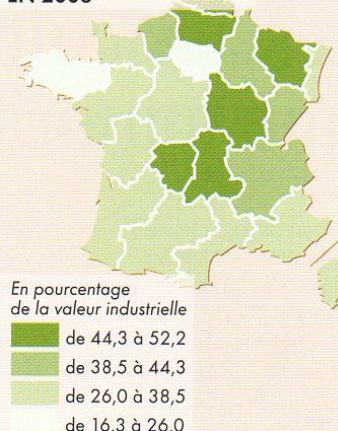 EN 2008
En pourcentage
de la valeur industrielle
de 44,3 à 52,2
de 38,5 à 44,3
de 26,0 à 38,5
de 16,3 à 26,0